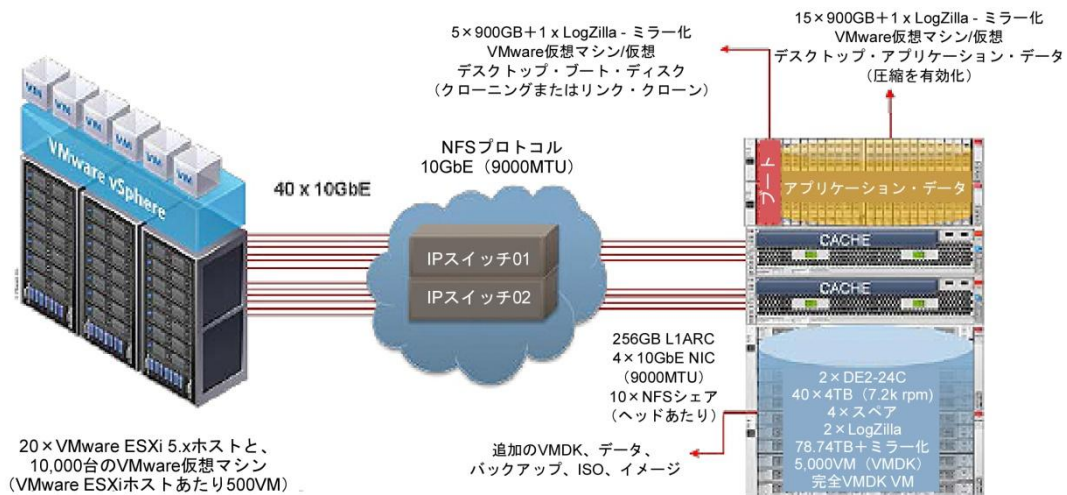 5×900GB+1 x LogZilla - ミラー化
VMware仮想マシン/仮想
デスクトップ・ブート・ディスク
(クローニングまたはリンク・クローン)
15×900GB+1 x LogZilla - ミラー化
VMware仮想マシン/仮想
デスクトップ・アプリケーション・データ
(圧縮を有効化)
VM
VM
VM
VM
VM
VM
VMware vSphere
40 x 10GbE
NFSプロトコル
10GbE(9000MTU)
IPスイッチ01
IPスイッチ02
ブート
アプリケーション・データ
CACHE
CACHE
256GB L1ARC
4×10GbE NIC
(9000MTU)
10×NFSシェア
(ヘッドあたり)
2×DE2-24C
40×4TB(7.2k rpm)
4×スペア
2×LogZilla
78.74TB+ミラー化
5,000VM(VMDK)
完全VMDK VM
追加のVMDK、データ、
バックアップ、ISO、イメージ
20×VMware ESXi 5.xホストと、
10,000台のVMware仮想マシン
(VMware ESXiホストあたり500VM)